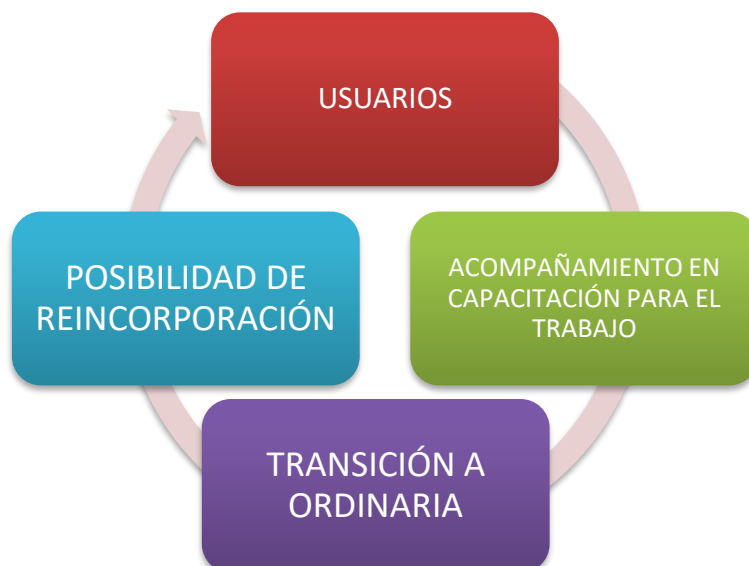 USUARIOS
ACOMPAÑAMIENTO EN
CAPACITACIÓN PARA EL
TRABAJO
TRANSICIÓN A
ORDINARIA
POSIBILIDAD DE
REINCORPORACIÓN